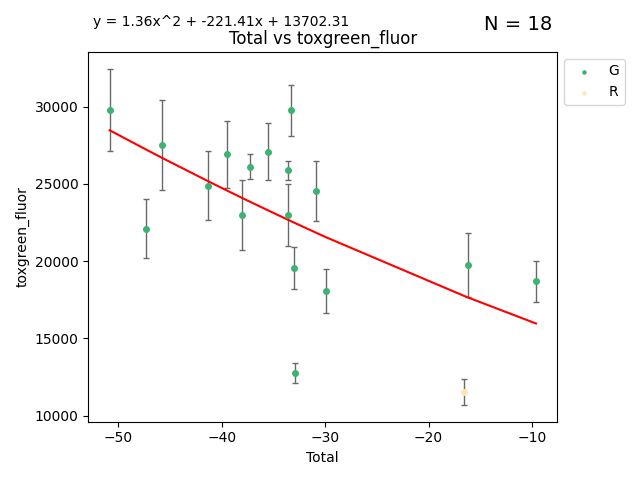 y = 1.36x^2 + -221.41x + 13702.31
N = 18
Total vs toxgreen_fluor
G
R
30000
25000
20000
15000
10000
toxgreen_fluor
−50
−40
−30
−20
−10
Total